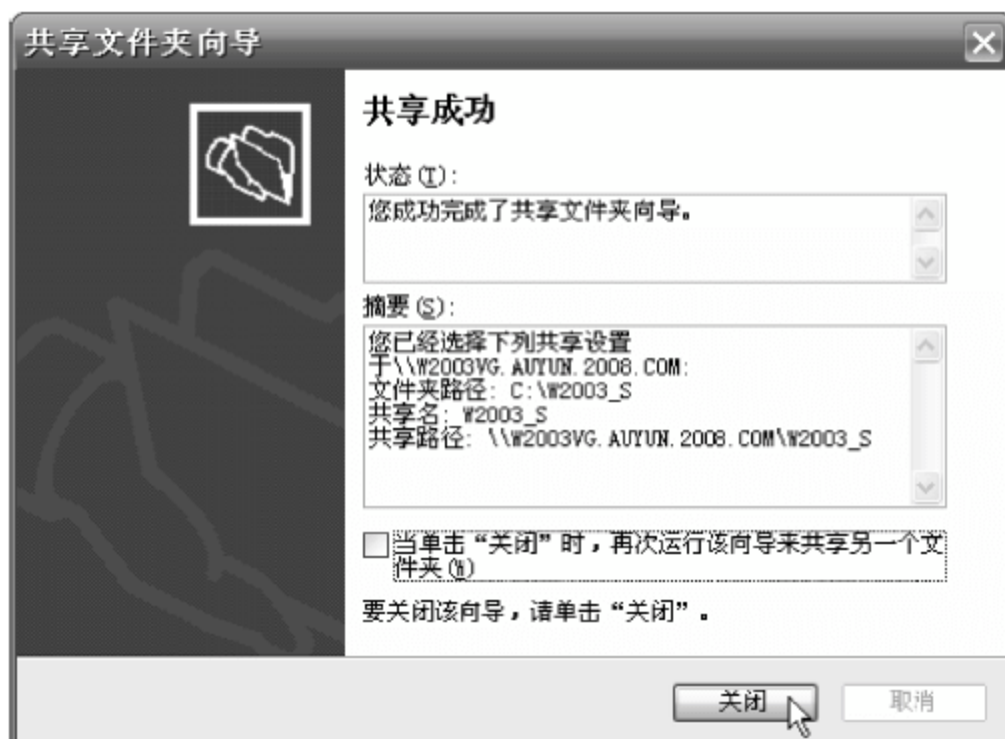 共享文件夹向导
共享成功
状态(T):
您成功完成了共享文件夹向导。
摘要(S):
您已经选择下列共享设置
于\\W2003VG.AUYUN.2008.COM:
文件夹路径: C:\W2003_S
共享名: W2003_S
共享路径: \\W2003VG.AUYUN.2008.COM\W2003_S
当单击“关闭”时，再次运行该向导来共享另一个文
件夹(W)
要关闭该向导，请单击“关闭”。
关闭
取消